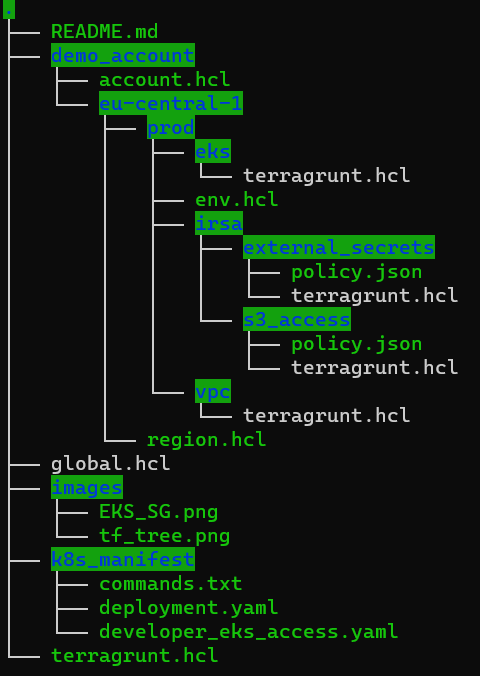 .
README.md
demo_account
account.hcl
eu-central-1
prod
eks
terragrunt.hcl
env.hcl
irsa
external_secrets
policy.json
terragrunt.hcl
s3_access
policy.json
terragrunt.hcl
vpc
terragrunt.hcl
region.hcl
global.hcl
images
EKS_SG.png
tf_tree.png
k8s_manifest
commands.txt
deployment.yaml
developer_eks_access.yaml
terragrunt.hcl